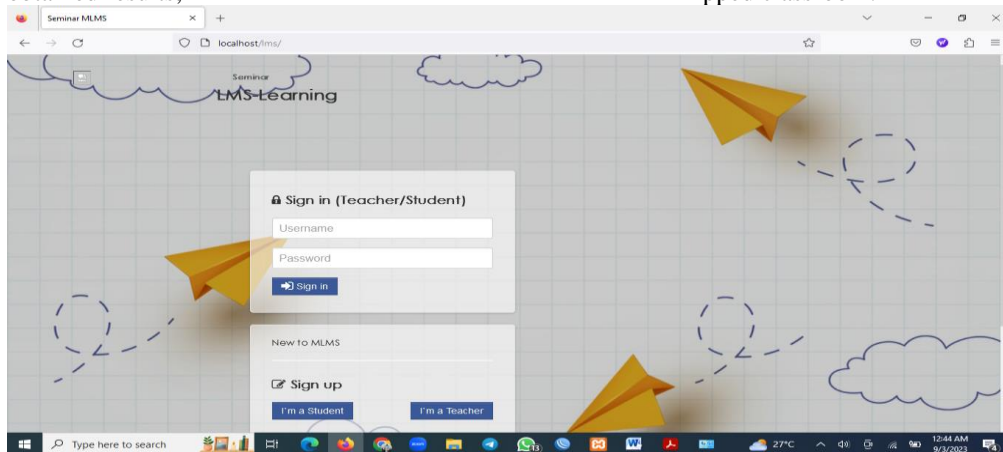 Seminar MLMS
localhost/lms/
Seminar
LMS-Learning
Sign in (Teacher/Student)
Username
Password
Sign in
New to MLMS
Sign up
I'm a Student
I'm a Teacher
Type here to search
27°C
12:44 AM
9/3/2023